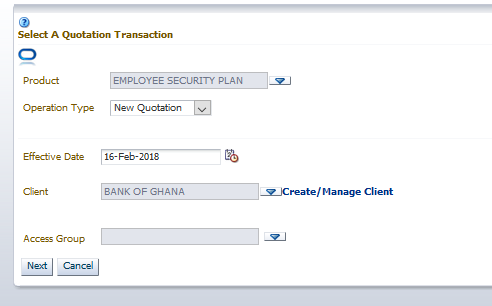 Select A Quotation Transaction
Product EMPLOYEE SECURITY PLAN
Operation Type New Quotation
Effective Date 16-Feb-2018
Client BANK OF GHANA Create/Manage Client
Access Group
Next Cancel